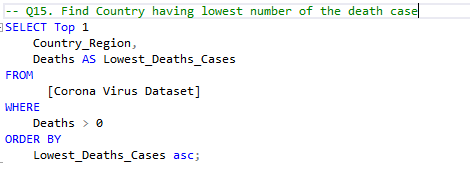 -- Q15. Find Country having lowest number of the death case
SELECT Top 1
    Country_Region,
    Deaths AS Lowest_Deaths_Cases
FROM
      [Corona Virus Dataset]
WHERE
    Deaths > 0
ORDER BY
    Lowest_Deaths_Cases asc;